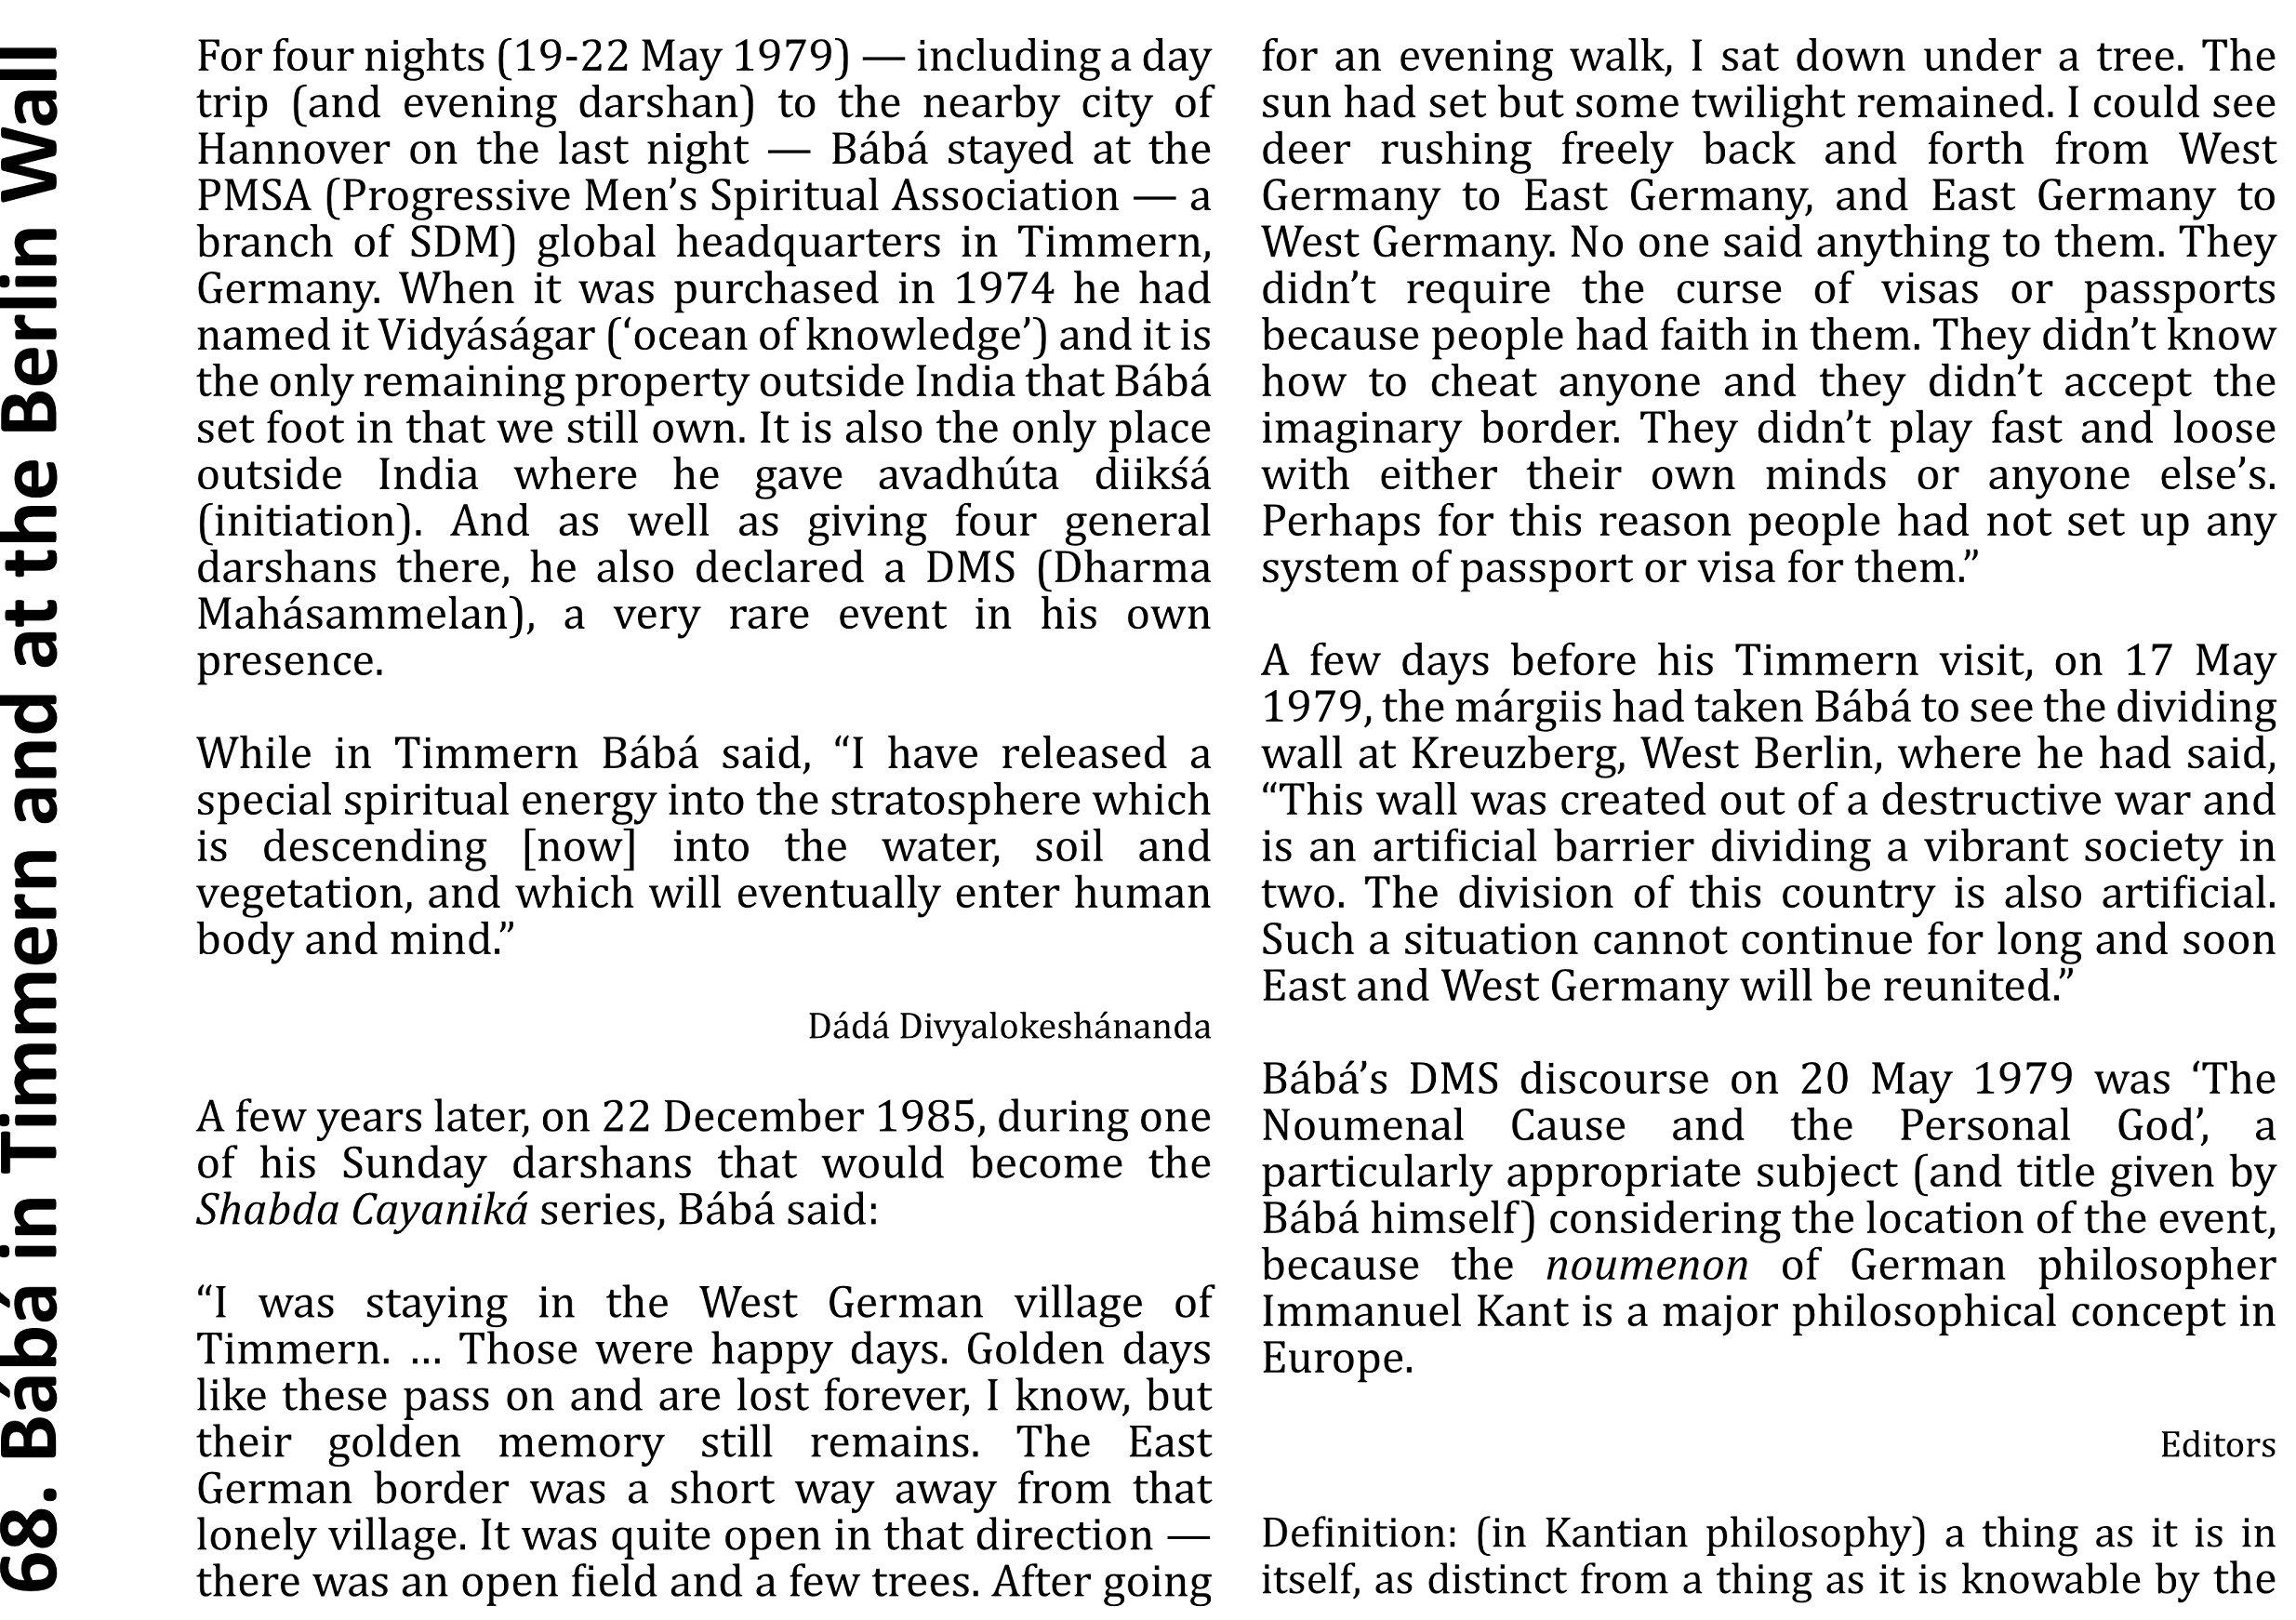 68. Bábá in Timmern and at the Berlin Wall
For four nights (19-22 May 1979) — including a day
trip (and evening darshan) to the nearby city of
Hannover on the last night — Bábá stayed at the
PMSA (Progressive Men’s Spiritual Association — a
branch of SDM) global headquarters in Timmern,
Germany. When it was purchased in 1974 he had
named it Vidyáságar (‘ocean of knowledge’) and it is
the only remaining property outside India that Bábá
set foot in that we still own. It is also the only place
outside India where he gave avadhúta diikśá
(initiation). And as well as giving four general
darshans there, he also declared a DMS (Dharma
Mahásammelan), a very rare event in his own
presence.
While in Timmern Bábá said, “I have released a
special spiritual energy into the stratosphere which
is descending [now] into the water, soil and
vegetation, and which will eventually enter human
body and mind.”
Dádá Divyalokeshánanda
A few years later, on 22 December 1985, during one
of his Sunday darshans that would become the
Shabda Cayaniká series, Bábá said:
“I was staying in the West German village of
Timmern. ... Those were happy days. Golden days
like these pass on and are lost forever, I know, but
their golden memory still remains. The East
German border was a short way away from that
lonely village. It was quite open in that direction —
there was an open field and a few trees. After going
for an evening walk, I sat down under a tree. The
sun had set but some twilight remained. I could see
deer rushing freely back and forth from West
Germany to East Germany, and East Germany to
West Germany. No one said anything to them. They
didn’t require the curse of visas or passports
because people had faith in them. They didn’t know
how to cheat anyone and they didn’t accept the
imaginary border. They didn’t play fast and loose
with either their own minds or anyone else’s.
Perhaps for this reason people had not set up any
system of passport or visa for them.”
A few days before his Timmern visit, on 17 May
1979, the márgiis had taken Bábá to see the dividing
wall at Kreuzberg, West Berlin, where he had said,
“This wall was created out of a destructive war and
is an artificial barrier dividing a vibrant society in
two. The division of this country is also artificial.
Such a situation cannot continue for long and soon
East and West Germany will be reunited.”
Bábá’s DMS discourse on 20 May 1979 was ‘The
Noumenal Cause and the Personal God’, a
particularly appropriate subject (and title given by
Bábá himself) considering the location of the event,
because the noumenon of German philosopher
Immanuel Kant is a major philosophical concept in
Europe.
Editors
Definition: (in Kantian philosophy) a thing as it is in
itself, as distinct from a thing as it is knowable by the